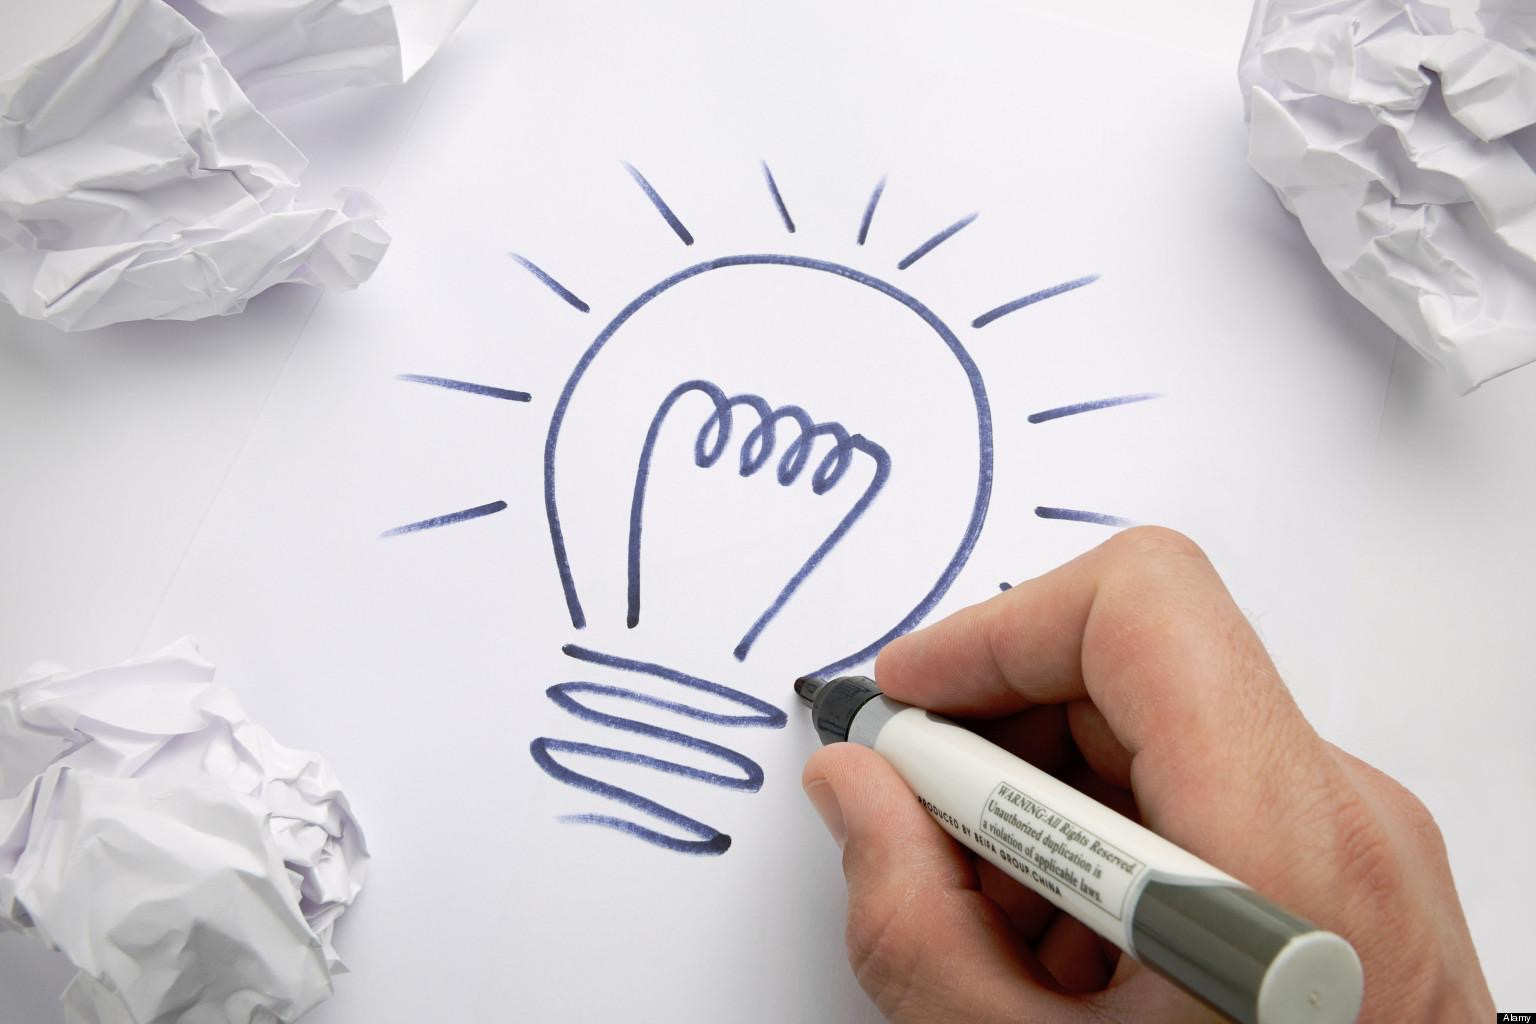 WARNING:All Rights Reserved.
Unauthorized duplication is
a violation of applicable laws.
PRODUCED BY BEIFA GROUP.CHINA
Alamy